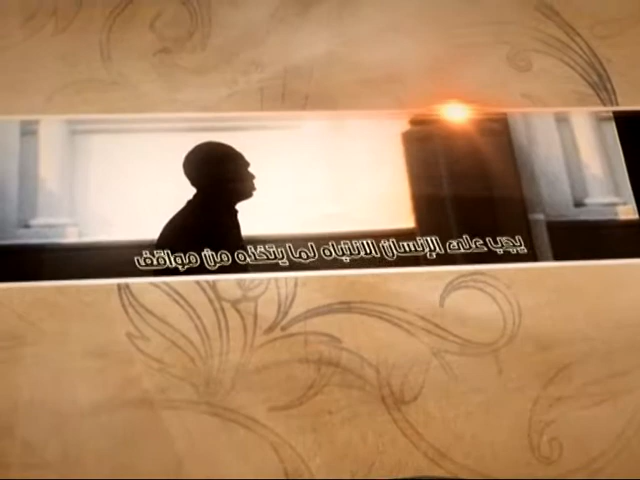 يجب على الإنسان الانتباه لما يتخذه من مواقف